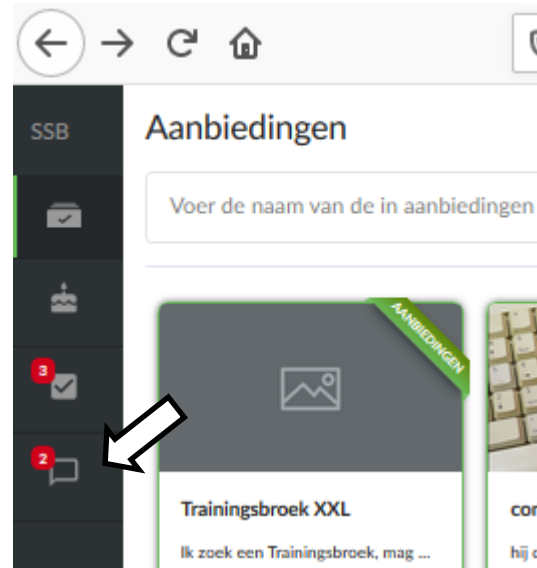 SSB
Aanbiedingen
Voer de naam van de in aanbiedingen
3
2
AANBIEDINGEN
Trainingsbroek XXL
Ik zoek een Trainingsbroek, mag ...
hij